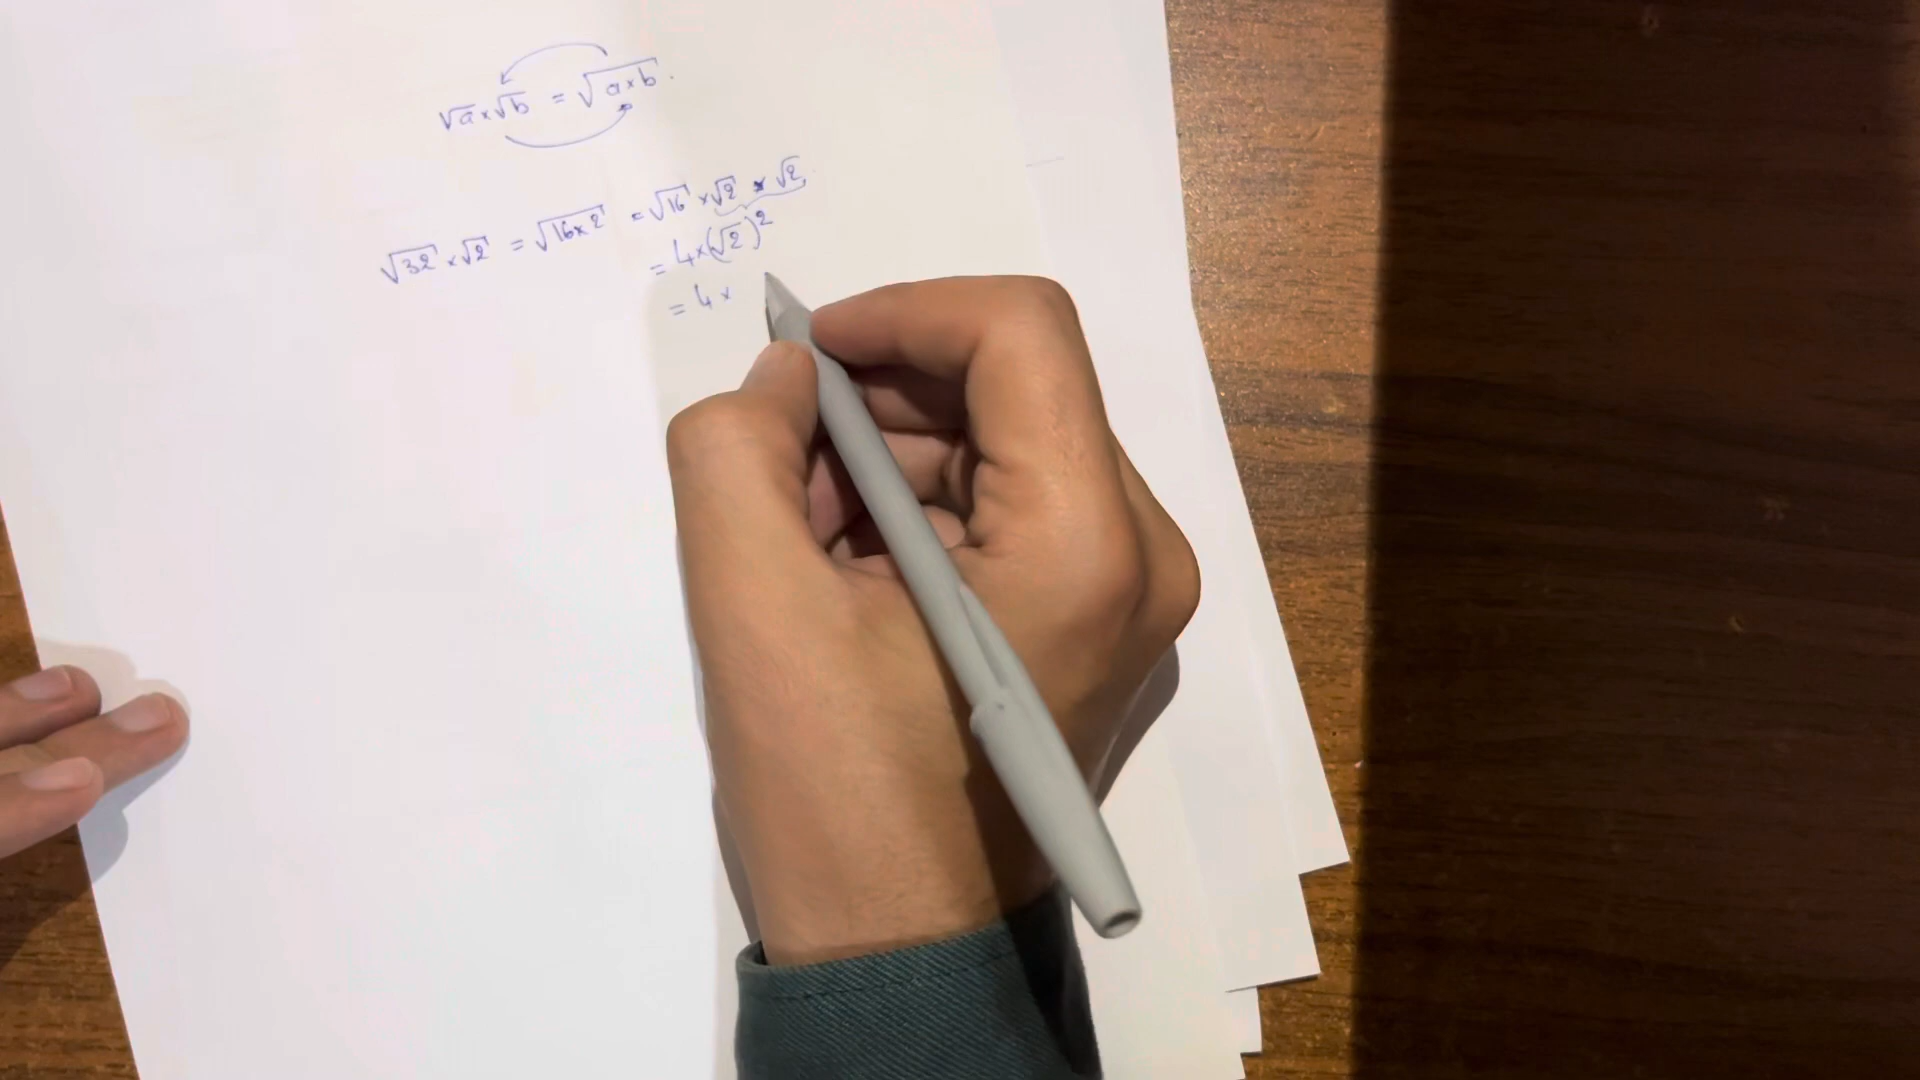 √a × √b = √a×b.
√32 × √2 = √16×2 = √16 × √2 × √2
= 4×(√2)²
= 4 ×